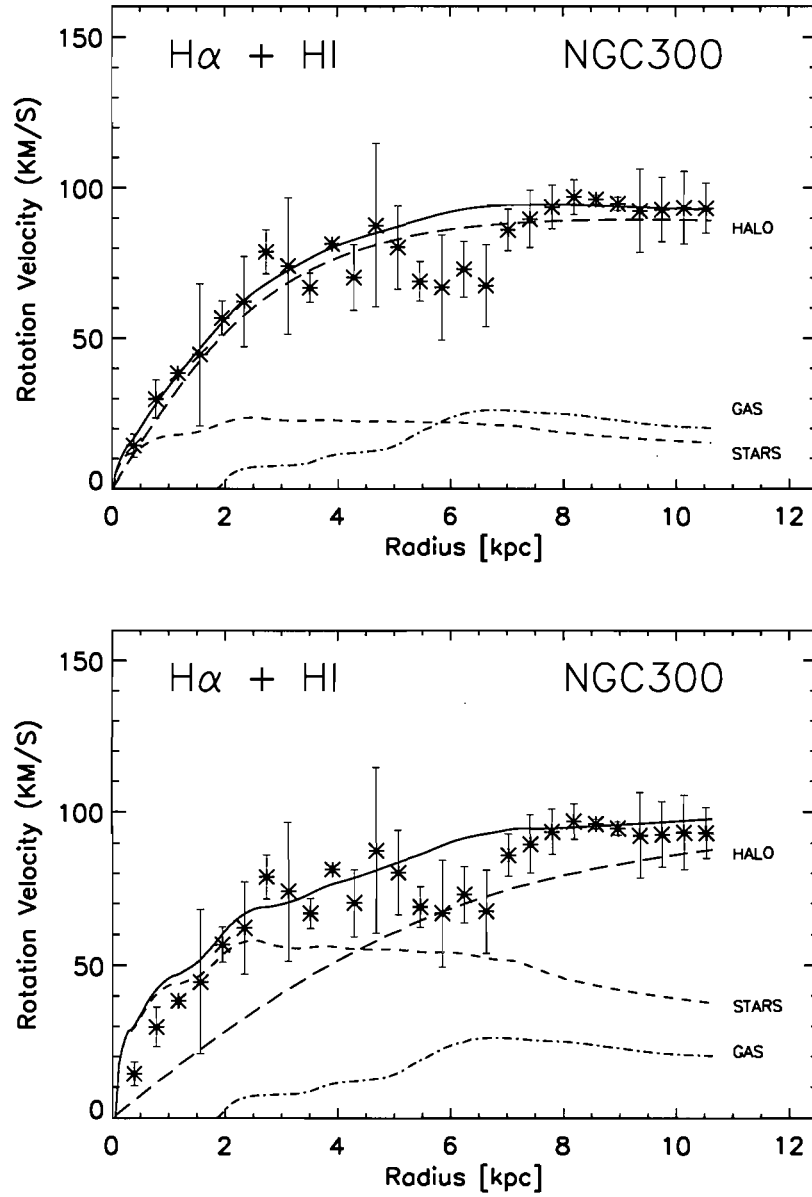 150
Hα + HI NGC300
100
HALO
50
GAS
STARS
0
Rototion Velocity (KM/S)
0 2 4 6 8 10 12
Radius [kpc]
150
Hα + HI NGC300
100
HALO
50
STARS
GAS
0
Rotation Velocity (KM/S)
0 2 4 6 8 10 12
Radius [kpc]